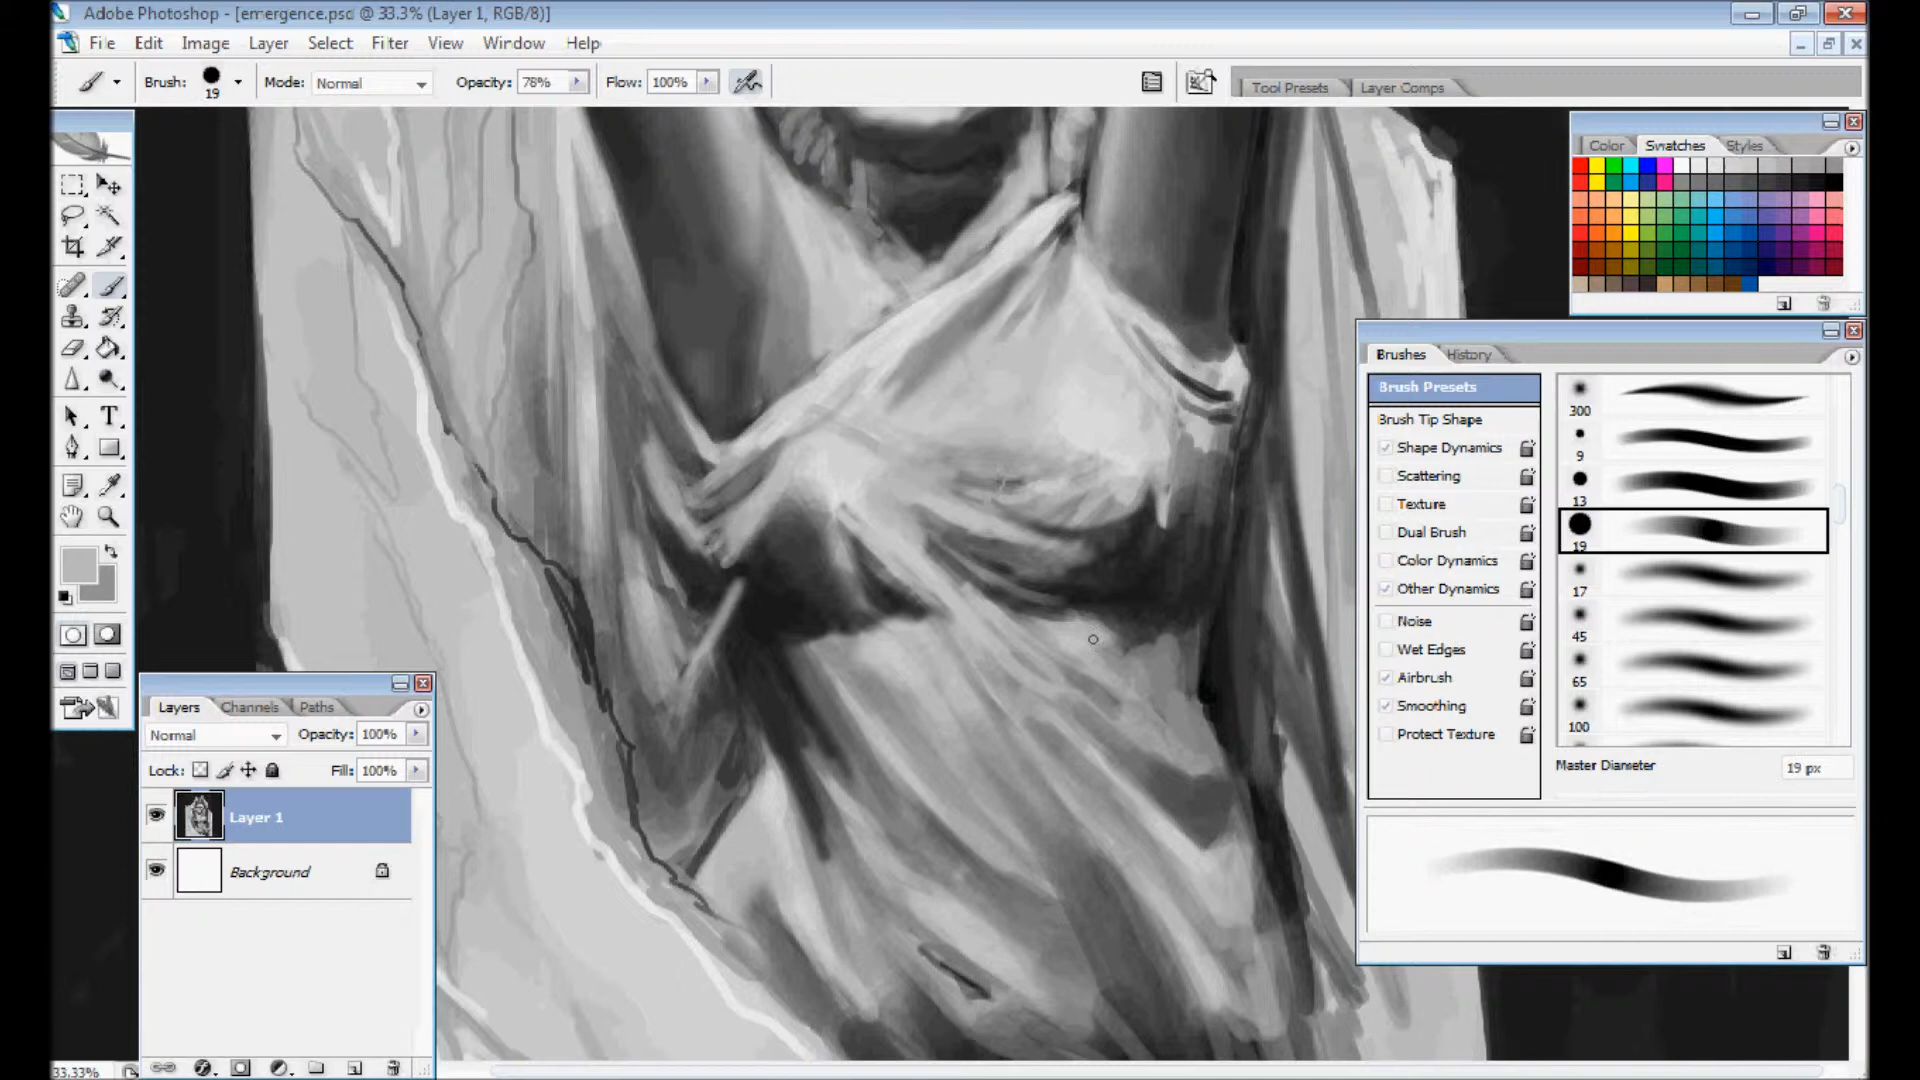 Adobe Photoshop - [emergence.psd @ 33.3% (Layer 1, RGB/8)]
File Edit Image Layer Select Filter View Window Help
Brush: 19 Mode: Normal Opacity: 78% Flow: 100% Tool Presets Layer Comps
Color Swatches Styles
Brushes History
Brush Presets
Brush Tip Shape
Shape Dynamics
Scattering
Texture
Dual Brush
Color Dynamics
Other Dynamics
Noise
Wet Edges
Airbrush
Smoothing
Protect Texture
300
9
13
19
17
45
65
100
Master Diameter 19 px
T
Layers Channels Paths
Normal Opacity: 100%
Lock: Fill: 100%
Layer 1
Background
33.33%